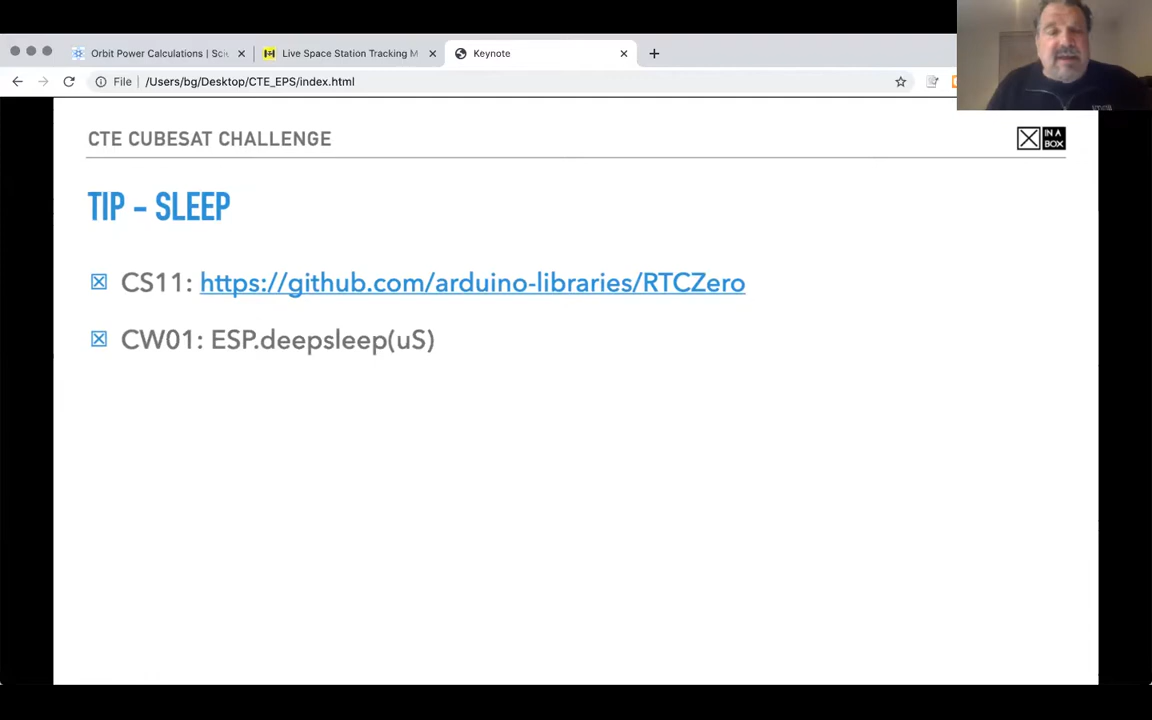 Orbit Power Calculations | Sci
Live Space Station Tracking M
Keynote
File | /Users/bg/Desktop/CTE_EPS/index.html
CTE CUBESAT CHALLENGE
IN A
BOX
TIP - SLEEP
CS11: https://github.com/arduino-libraries/RTCZero
CW01: ESP.deepsleep(uS)